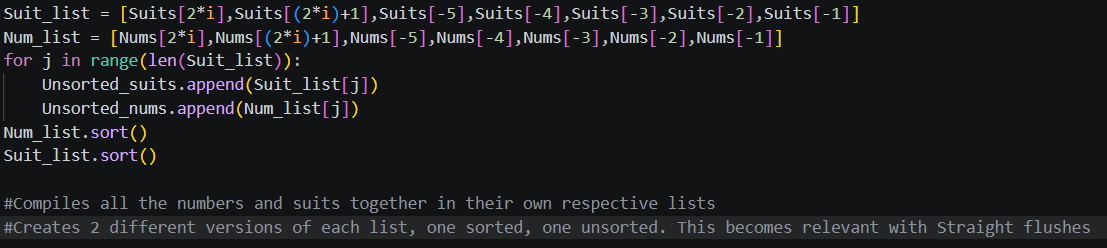 Suit_list = [Suits[2*i],Suits[(2*i)+1],Suits[-5],Suits[-4],Suits[-3],Suits[-2],Suits[-1]]
Num_list = [Nums[2*i],Nums[(2*i)+1],Nums[-5],Nums[-4],Nums[-3],Nums[-2],Nums[-1]]
for j in range(len(Suit_list)):
    Unsorted_suits.append(Suit_list[j])
    Unsorted_nums.append(Num_list[j])
Num_list.sort()
Suit_list.sort()
#Compiles all the numbers and suits together in their own respective lists
#Creates 2 different versions of each list, one sorted, one unsorted. This becomes relevant with Straight flushes